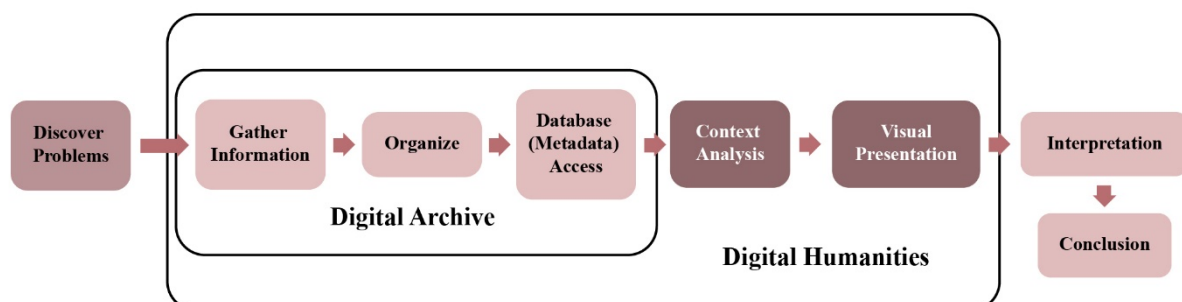 Discover
Problems
Gather
Information
Organize
Database
(Metadata)
Access
Context
Analysis
Visual
Presentation
Interpretation
Conclusion
Digital Archive
Digital Humanities